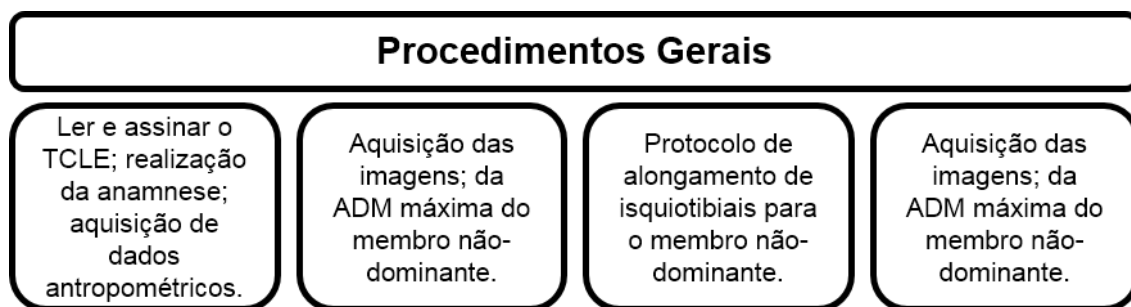 Procedimentos Gerais
Ler e assinar o
TCLE; realização
da anamnese;
aquisição de
dados
antropométricos.
Aquisição das
imagens; da
ADM máxima do
membro não-
dominante.
Protocolo de
alongamento de
isquiotibiais para
o membro não-
dominante.
Aquisição das
imagens; da
ADM máxima do
membro não-
dominante.